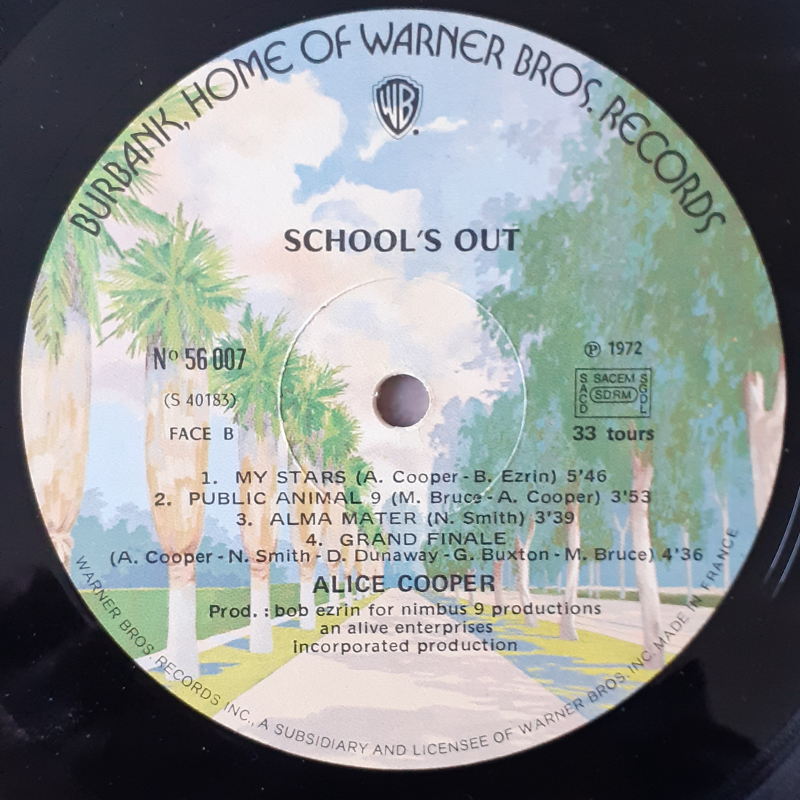 BURBANK, HOME OF WARNER BROS. RECORDS
WB
SCHOOL'S OUT
Nº 56 007
(S 40183)
FACE B
℗ 1972
SACEM
SACD
SDRM
SGDL
33 tours
1. MY STARS (A. Cooper - B. Ezrin) 5'46
2. PUBLIC ANIMAL 9 (M. Bruce - A. Cooper) 3'53
3. ALMA MATER (N. Smith) 3'39
4. GRAND FINALE
(A. Cooper - N. Smith - D. Dunaway - G. Buxton - M. Bruce) 4'36
ALICE COOPER
Prod. : bob ezrin for nimbus 9 productions
an alive enterprises
incorporated production
WARNER BROS. RECORDS INC., A SUBSIDIARY AND LICENSEE OF WARNER BROS. INC. MADE IN FRANCE